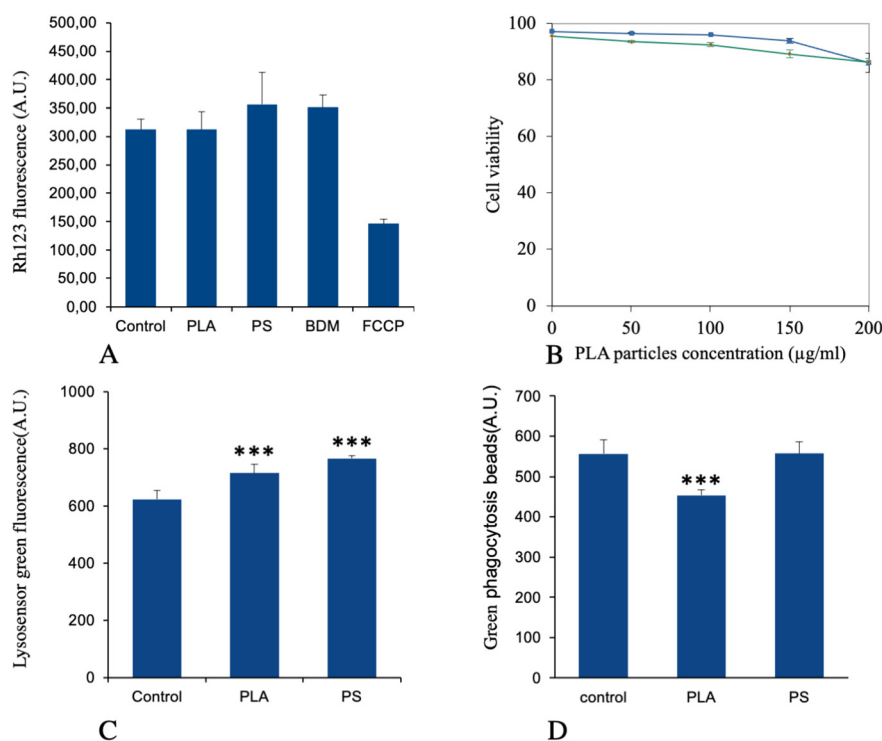 Rh123 fluorescence (A.U.)
500,00
450,00
400,00
350,00
300,00
250,00
200,00
150,00
100,00
50,00
0,00
Control PLA PS BDM FCCP
A
Cell viability
100
80
60
40
20
0
0 50 100 150 200
PLA particles concentration (µg/ml)
B
Lysosensor green fluorescence(A.U.)
1000
800
600
400
200
0
***
***
Control PLA PS
C
Green phagocytosis beads(A.U.)
700
600
500
400
300
200
100
0
***
control PLA PS
D